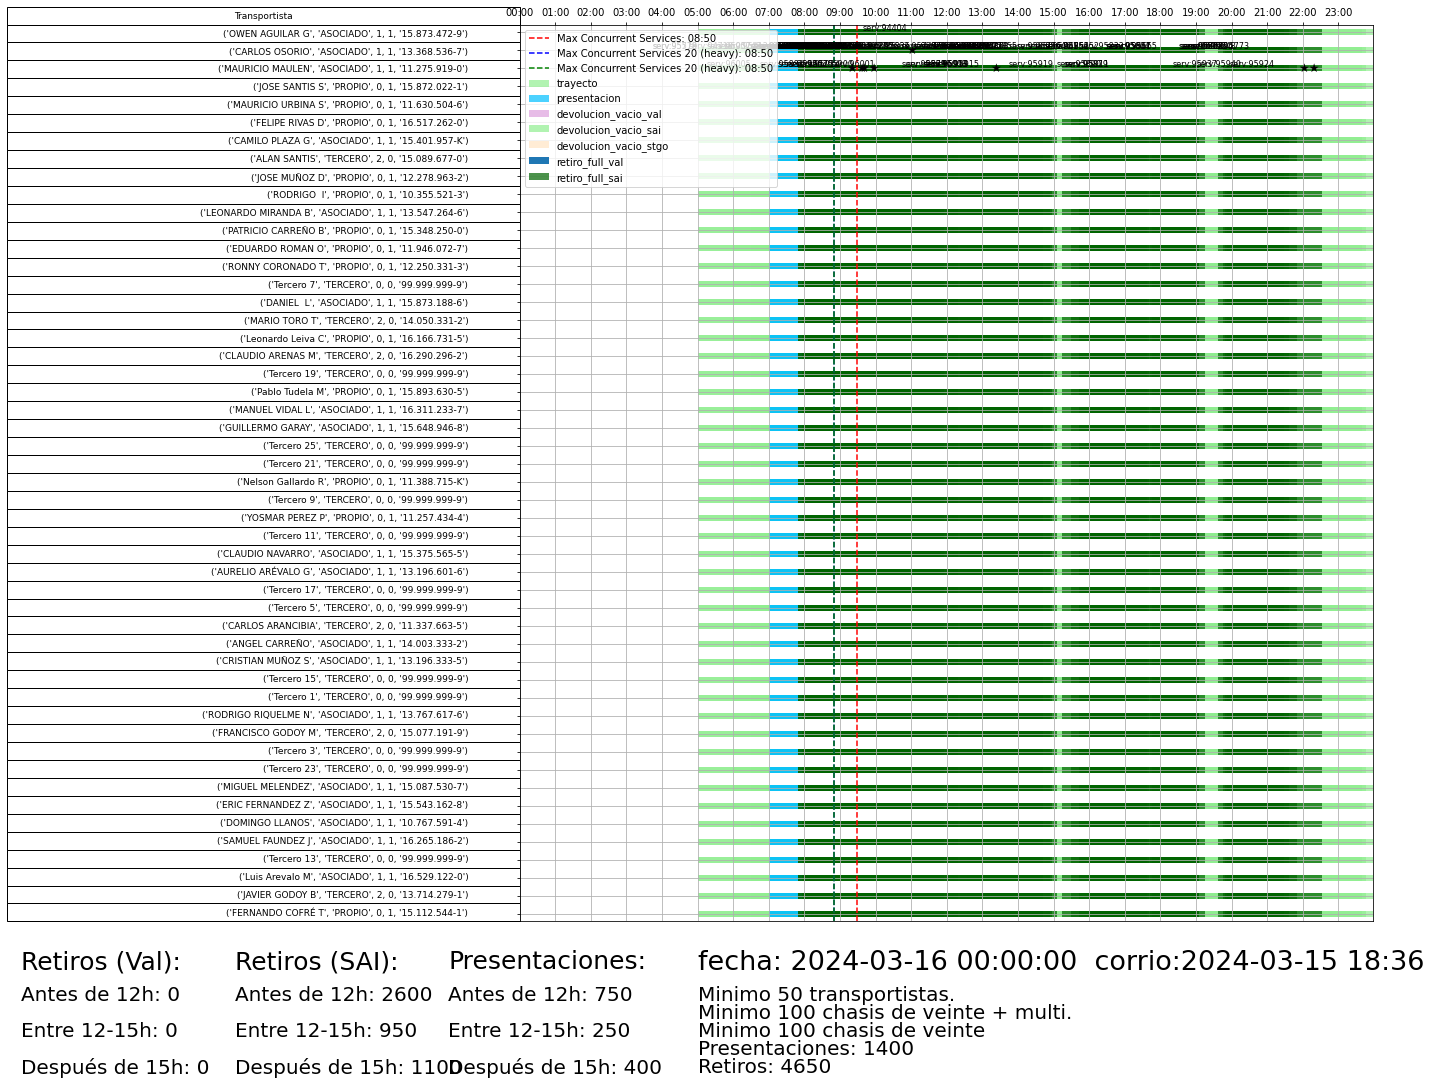 Transportista
00:00 01:00 02:00 03:00 04:00 05:00 06:00 07:00 08:00 09:00 10:00 11:00 12:00 13:00 14:00 15:00 16:00 17:00 18:00 19:00 20:00 21:00 22:00 23:00
serv:94404
Max Concurrent Services: 08:50
Max Concurrent Services 20 (heavy): 08:50
Max Concurrent Services 20 (heavy): 08:50
trayecto
presentacion
devolucion_vacio_val
devolucion_vacio_sai
devolucion_vacio_stgo
retiro_full_val
retiro_full_sai
serv:95919
serv:95924
('OWEN AGUILAR G', 'ASOCIADO', 1, 1, '15.873.472-9')
('CARLOS OSORIO', 'ASOCIADO', 1, 1, '13.368.536-7')
('MAURICIO MAULEN', 'ASOCIADO', 1, 1, '11.275.919-0')
('JOSE SANTIS S', 'PROPIO', 0, 1, '15.872.022-1')
('MAURICIO URBINA S', 'PROPIO', 0, 1, '11.630.504-6')
('FELIPE RIVAS D', 'PROPIO', 0, 1, '16.517.262-0')
('CAMILO PLAZA G', 'ASOCIADO', 1, 1, '15.401.957-K')
('ALAN SANTIS', 'TERCERO', 2, 0, '15.089.677-0')
('JOSE MUÑOZ D', 'PROPIO', 0, 1, '12.278.963-2')
('RODRIGO  I', 'PROPIO', 0, 1, '10.355.521-3')
('LEONARDO MIRANDA B', 'ASOCIADO', 1, 1, '13.547.264-6')
('PATRICIO CARREÑO B', 'PROPIO', 0, 1, '15.348.250-0')
('EDUARDO ROMAN O', 'PROPIO', 0, 1, '11.946.072-7')
('RONNY CORONADO T', 'PROPIO', 0, 1, '12.250.331-3')
('Tercero 7', 'TERCERO', 0, 0, '99.999.999-9')
('DANIEL  L', 'ASOCIADO', 1, 1, '15.873.188-6')
('MARIO TORO T', 'TERCERO', 2, 0, '14.050.331-2')
('Leonardo Leiva C', 'PROPIO', 0, 1, '16.166.731-5')
('CLAUDIO ARENAS M', 'TERCERO', 2, 0, '16.290.296-2')
('Tercero 19', 'TERCERO', 0, 0, '99.999.999-9')
('Pablo Tudela M', 'PROPIO', 0, 1, '15.893.630-5')
('MANUEL VIDAL L', 'ASOCIADO', 1, 1, '16.311.233-7')
('GUILLERMO GARAY', 'ASOCIADO', 1, 1, '15.648.946-8')
('Tercero 25', 'TERCERO', 0, 0, '99.999.999-9')
('Tercero 21', 'TERCERO', 0, 0, '99.999.999-9')
('Nelson Gallardo R', 'PROPIO', 0, 1, '11.388.715-K')
('Tercero 9', 'TERCERO', 0, 0, '99.999.999-9')
('YOSMAR PEREZ P', 'PROPIO', 0, 1, '11.257.434-4')
('Tercero 11', 'TERCERO', 0, 0, '99.999.999-9')
('CLAUDIO NAVARRO', 'ASOCIADO', 1, 1, '15.375.565-5')
('AURELIO ARÉVALO G', 'ASOCIADO', 1, 1, '13.196.601-6')
('Tercero 17', 'TERCERO', 0, 0, '99.999.999-9')
('Tercero 5', 'TERCERO', 0, 0, '99.999.999-9')
('CARLOS ARANCIBIA', 'TERCERO', 2, 0, '11.337.663-5')
('ANGEL CARREÑO', 'ASOCIADO', 1, 1, '14.003.333-2')
('CRISTIAN MUÑOZ S', 'ASOCIADO', 1, 1, '13.196.333-5')
('Tercero 15', 'TERCERO', 0, 0, '99.999.999-9')
('Tercero 1', 'TERCERO', 0, 0, '99.999.999-9')
('RODRIGO RIQUELME N', 'ASOCIADO', 1, 1, '13.767.617-6')
('FRANCISCO GODOY M', 'TERCERO', 2, 0, '15.077.191-9')
('Tercero 3', 'TERCERO', 0, 0, '99.999.999-9')
('Tercero 23', 'TERCERO', 0, 0, '99.999.999-9')
('MIGUEL MELENDEZ', 'ASOCIADO', 1, 1, '15.087.530-7')
('ERIC FERNANDEZ Z', 'ASOCIADO', 1, 1, '15.543.162-8')
('DOMINGO LLANOS', 'ASOCIADO', 1, 1, '10.767.591-4')
('SAMUEL FAUNDEZ J', 'ASOCIADO', 1, 1, '16.265.186-2')
('Tercero 13', 'TERCERO', 0, 0, '99.999.999-9')
('Luis Arevalo M', 'ASOCIADO', 1, 1, '16.529.122-0')
('JAVIER GODOY B', 'TERCERO', 2, 0, '13.714.279-1')
('FERNANDO COFRÉ T', 'PROPIO', 0, 1, '15.112.544-1')
Retiros (Val):
Antes de 12h: 0
Entre 12-15h: 0
Después de 15h: 0
Retiros (SAI):
Antes de 12h: 2600
Entre 12-15h: 950
Después de 15h: 1100
Presentaciones:
Antes de 12h: 750
Entre 12-15h: 250
Después de 15h: 400
fecha: 2024-03-16 00:00:00  corrio:2024-03-15 18:36
Minimo 50 transportistas.
Minimo 100 chasis de veinte + multi.
Minimo 100 chasis de veinte
Presentaciones: 1400
Retiros: 4650